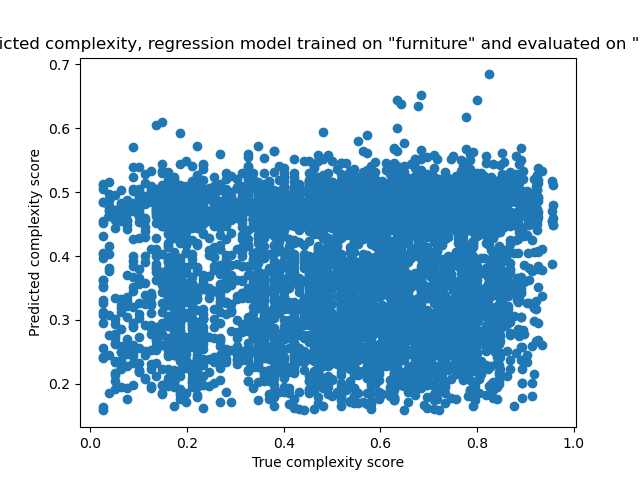 icted complexity, regression model trained on "furniture" and evaluated on "
0.7
0.6
0.5
0.4
0.3
0.2
Predicted complexity score
0.0 0.2 0.4 0.6 0.8 1.0
True complexity score